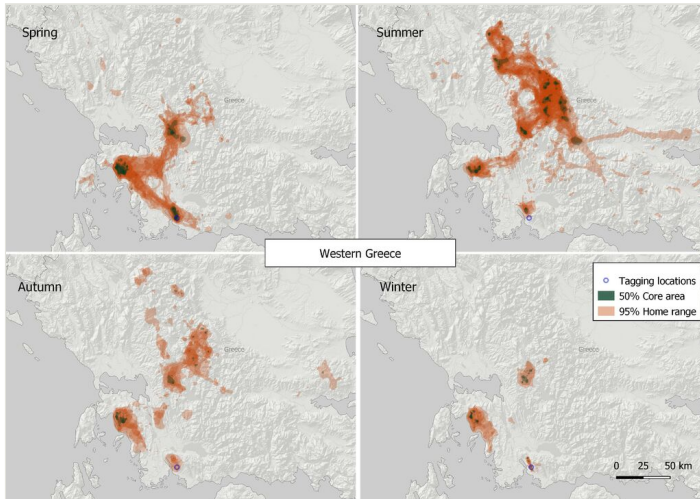 Spring
Greece
Summer
Greece
Western Greece
Autumn
Greece
Winter
Greece
Tagging locations
50% Core area
95% Home range
0 25 50 km